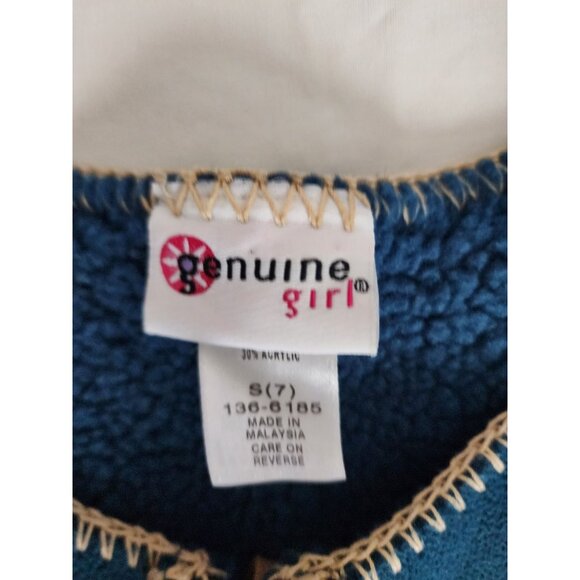 genuine
girl®
30% ACRYLIC
S(7)
136-6185
MADE IN
MALAYSIA
CARE ON
REVERSE